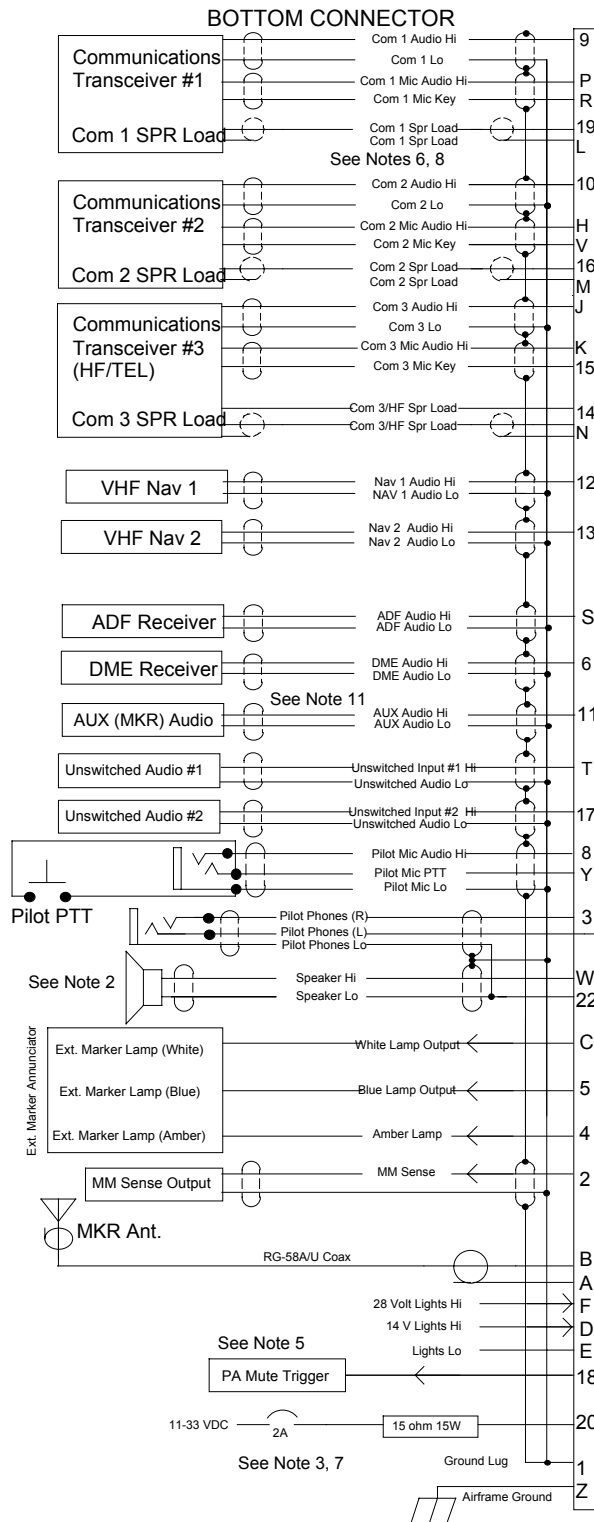 BOTTOM CONNECTOR
Communications
Transceiver #1
Com 1 SPR Load
Com 1 Audio Hi
9
Com 1 Lo
Com 1 Mic Audio Hi
P
Com 1 Mic Key
R
Com 1 Spr Load
19
Com 1 Spr Load
L
See Notes 6, 8
Communications
Transceiver #2
Com 2 SPR Load
Com 2 Audio Hi
10
Com 2 Lo
Com 2 Mic Audio Hi
H
Com 2 Mic Key
V
Com 2 Spr Load
16
Com 2 Spr Load
M
Communications
Transceiver #3
(HF/TEL)
Com 3 SPR Load
Com 3 Audio Hi
J
Com 3 Lo
Com 3 Mic Audio Hi
K
Com 3 Mic Key
15
Com 3/HF Spr Load
14
Com 3/HF Spr Load
N
VHF Nav 1
Nav 1 Audio Hi
12
NAV 1 Audio Lo
VHF Nav 2
Nav 2 Audio Hi
13
Nav 2 Audio Lo
ADF Receiver
ADF Audio Hi
S
ADF Audio Lo
DME Receiver
DME Audio Hi
6
DME Audio Lo
See Note 11
AUX (MKR) Audio
AUX Audio Hi
11
AUX Audio Lo
Unswitched Audio #1
Unswitched Input #1 Hi
T
Unswitched Audio Lo
Unswitched Audio #2
Unswitched Input #2 Hi
17
Unswitched Audio Lo
Pilot PTT
Pilot Mic Audio Hi
8
Pilot Mic PTT
Y
Pilot Mic Lo
Pilot Phones (R)
3
Pilot Phones (L)
Pilot Phones Lo
See Note 2
Speaker Hi
W
Speaker Lo
22
Ext. Marker Annunciator
Ext. Marker Lamp (White)
White Lamp Output
C
Ext. Marker Lamp (Blue)
Blue Lamp Output
5
Ext. Marker Lamp (Amber)
Amber Lamp
4
MM Sense Output
MM Sense
2
MKR Ant.
RG-58A/U Coax
B
A
28 Volt Lights Hi
F
14 V Lights Hi
D
Lights Lo
E
See Note 5
PA Mute Trigger
18
11-33 VDC
2A
15 ohm 15W
20
See Note 3, 7
Ground Lug
1
Airframe Ground
Z